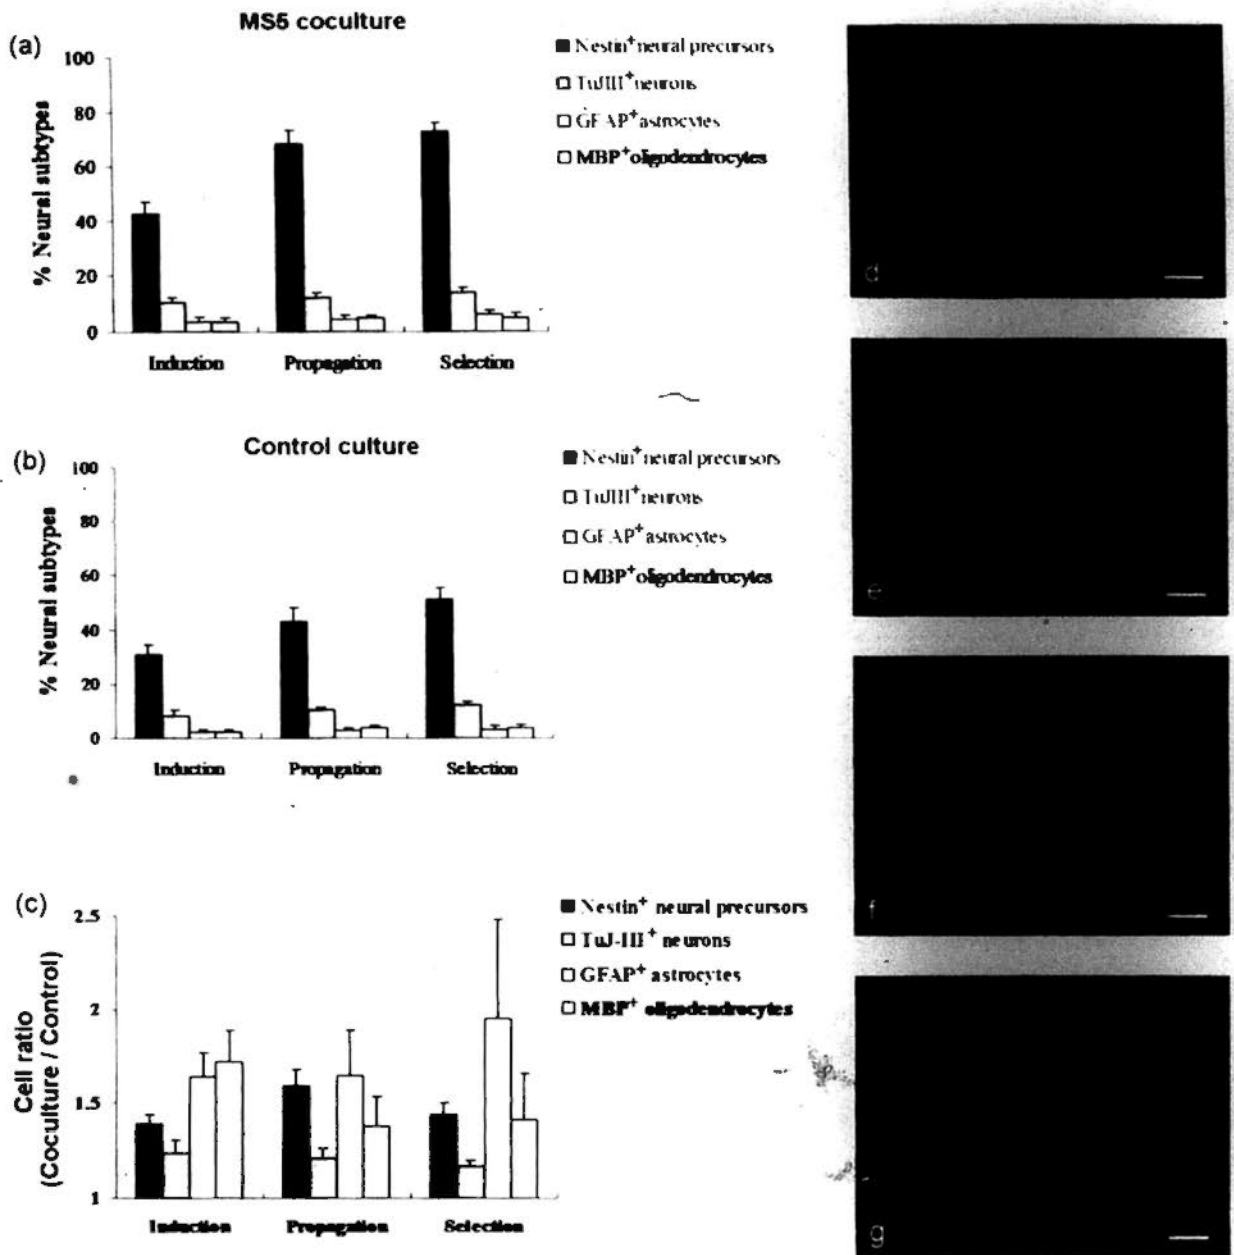 MS5 coculture
(a)
% Neural subtypes
100
80
60
40
20
0
Induction
Propagation
Selection
Nestin+ neural precursors
TuJIII+ neurons
GFAP+ astrocytes
MBP+ oligodendrocytes
Control culture
(b)
% Neural subtypes
100
80
60
40
20
0
Induction
Propagation
Selection
Nestin+ neural precursors
TuJIII+ neurons
GFAP+ astrocytes
MBP+ oligodendrocytes
(c)
Cell ratio
(Coculture / Control)
2.5
2
1.5
1
Induction
Propagation
Selection
Nestin+ neural precursors
TuJ-III+ neurons
GFAP+ astrocytes
MBP+ oligodendrocytes
d
e
f
g